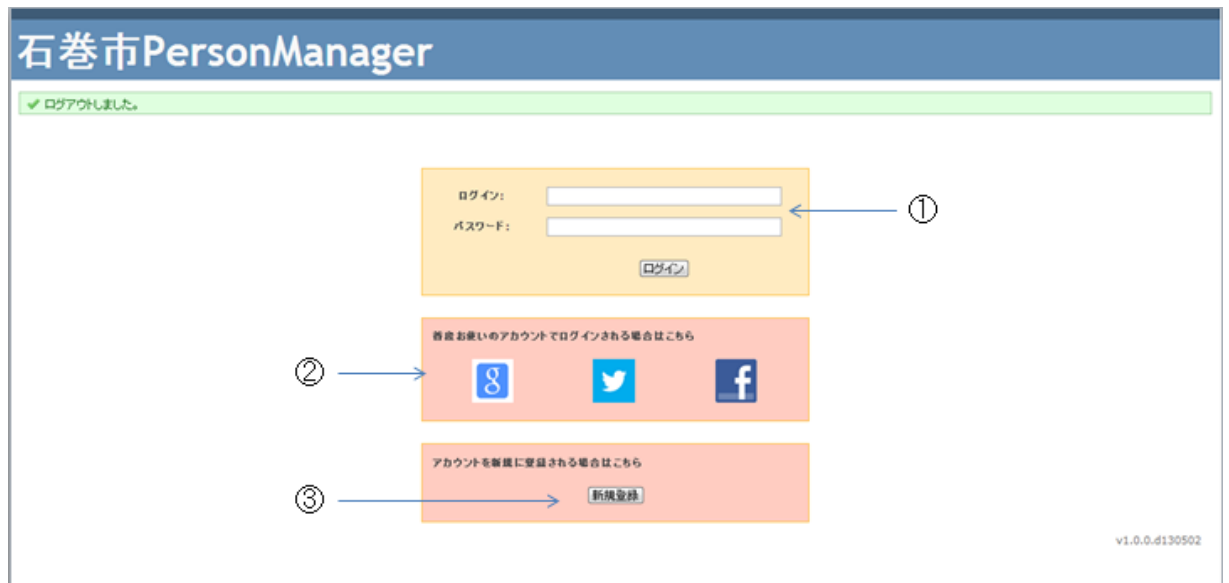 石巻市PersonManager
ログアウトしました。
ログイン:
①
パスワード:
ログイン
普段お使いのアカウントでログインされる場合はこちら
②
アカウントを新規に登録される場合はこちら
③
新規登録
v1.0.0.d130502